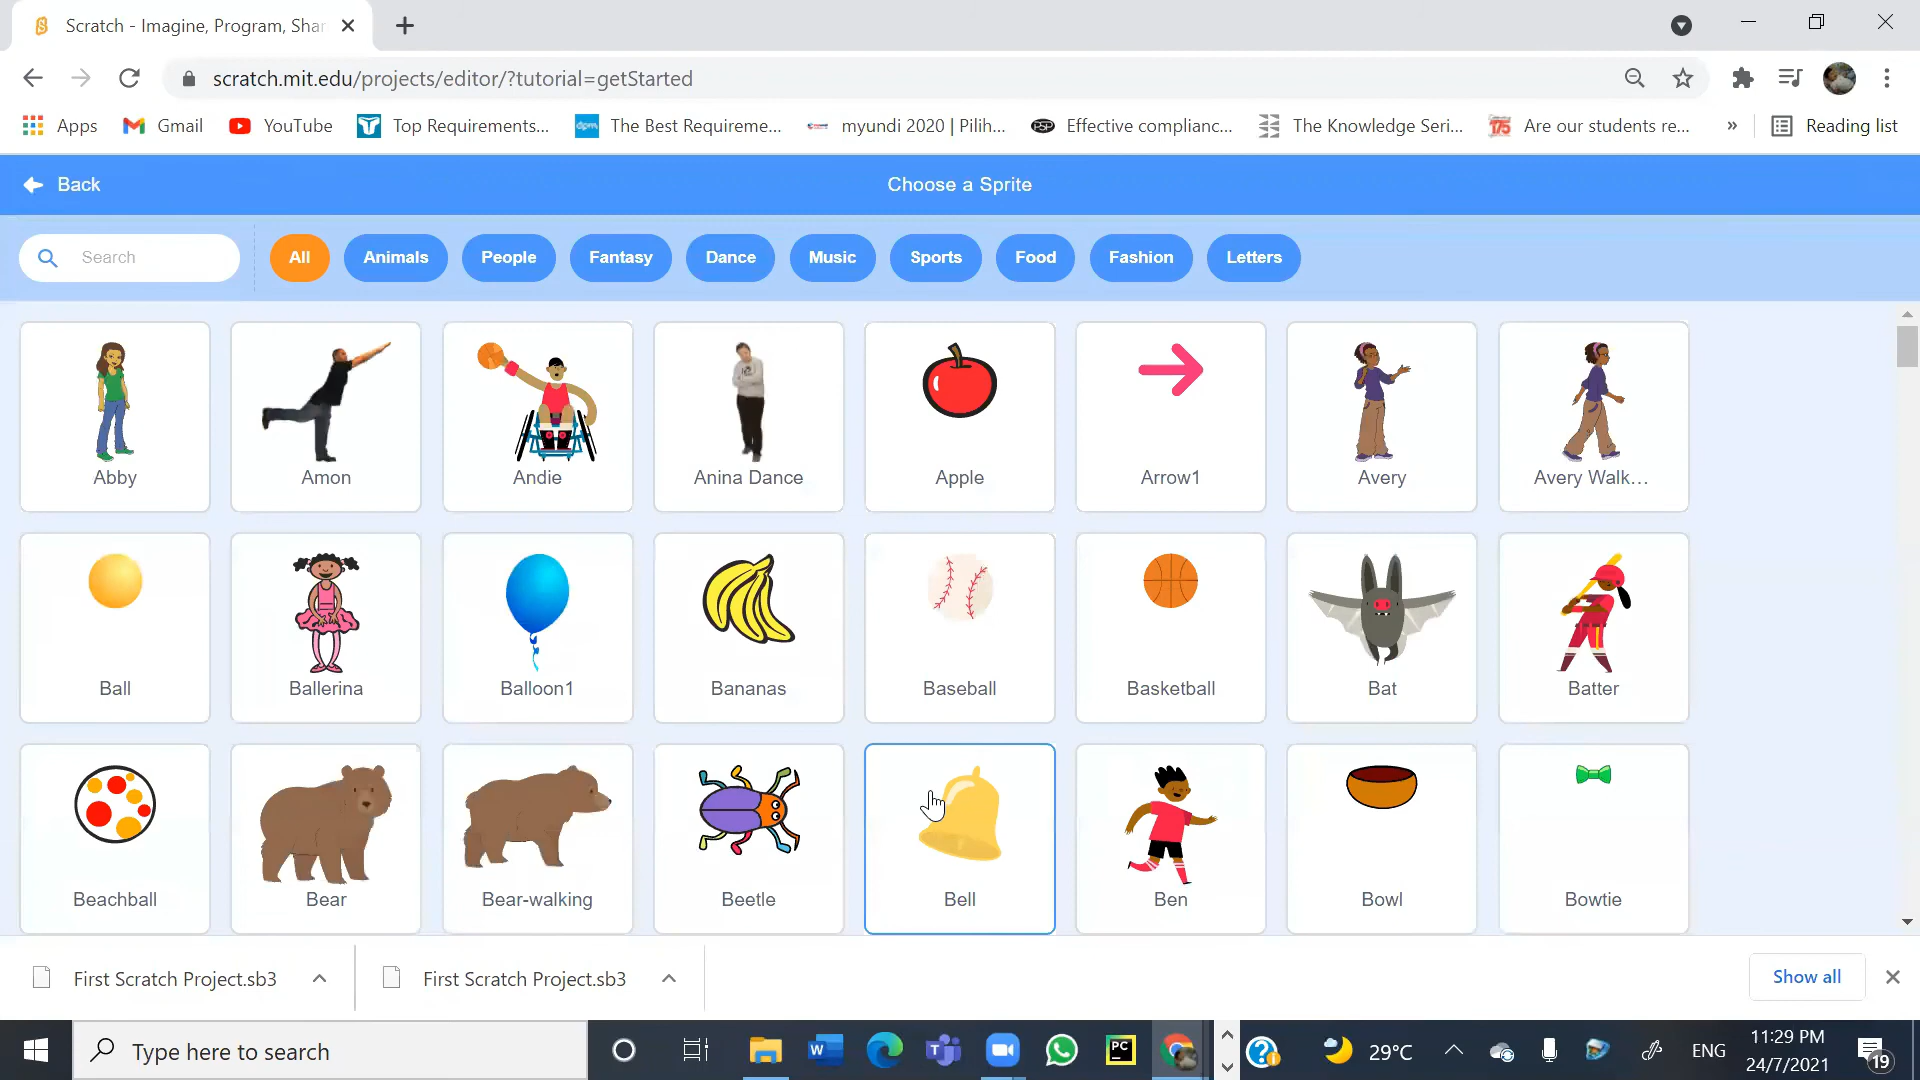 Scratch - Imagine, Program, Shar
scratch.mit.edu/projects/editor/?tutorial=getStarted
Apps Gmail YouTube Top Requirements... The Best Requireme... myundi 2020 | Pilih... PSP Effective complianc... The Knowledge Seri... 175 Are our students re... » Reading list
Back Choose a Sprite
Search All Animals People Fantasy Dance Music Sports Food Fashion Letters
Abby Amon Andie Anina Dance Apple Arrow1 Avery Avery Walk...
Ball Ballerina Balloon1 Bananas Baseball Basketball Bat Batter
Beachball Bear Bear-walking Beetle Bell Ben Bowl Bowtie
First Scratch Project.sb3 First Scratch Project.sb3 Show all
Type here to search 29°C ENG 11:29 PM
24/7/2021 19